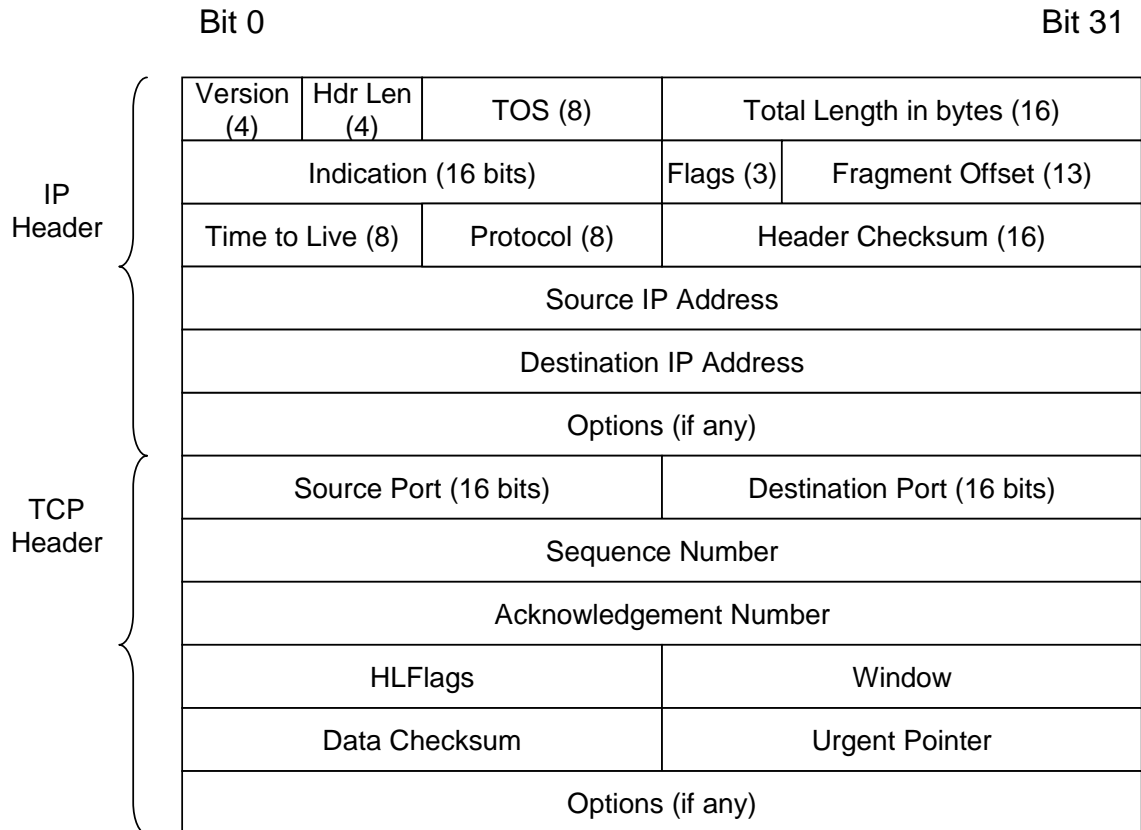 Bit 0
Bit 31
Version
(4)
Hdr Len
(4)
TOS (8)
Total Length in bytes (16)
IP
Header
Indication (16 bits)
Flags (3)
Fragment Offset (13)
Time to Live (8)
Protocol (8)
Header Checksum (16)
Source IP Address
Destination IP Address
Options (if any)
TCP
Header
Source Port (16 bits)
Destination Port (16 bits)
Sequence Number
Acknowledgement Number
HLFlags
Window
Data Checksum
Urgent Pointer
Options (if any)